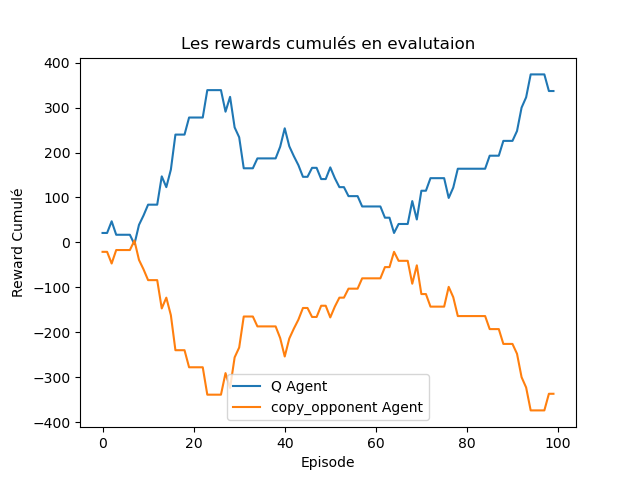 Les rewards cumulés en evalutaion
Reward Cumulé
400
300
200
100
0
−100
−200
−300
−400
Q Agent
copy_opponent Agent
0 20 40 60 80 100
Episode